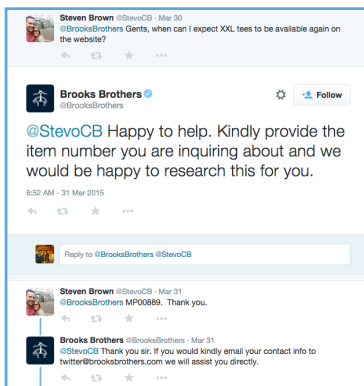 Steven Brown @StevoCB · Mar 30
@BrooksBrothers Gents, when can I expect XXL tees to be available again on
the website?
Brooks Brothers
@BrooksBrothers
Follow
@StevoCB Happy to help. Kindly provide the
item number you are inquiring about and we
would be happy to research this for you.
6:52 AM - 31 Mar 2015
Reply to @BrooksBrothers @StevoCB
Steven Brown @StevoCB · Mar 31
@BrooksBrothers MP00889. Thank you.
Brooks Brothers @BrooksBrothers · Mar 31
@StevoCB Thank you sir. If you would kindly email your contact info to
twitter@brooksbrothers.com we will assist you directly.